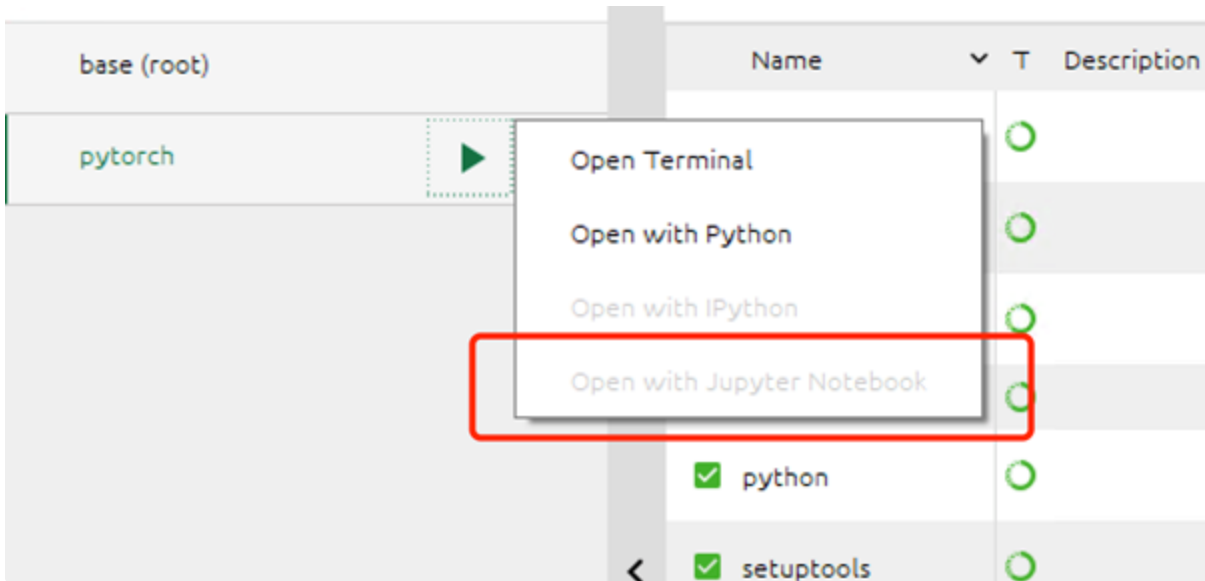 base (root)
Name T Description
pytorch
Open Terminal
Open with Python
Open with IPython
Open with Jupyter Notebook
python
setuptools